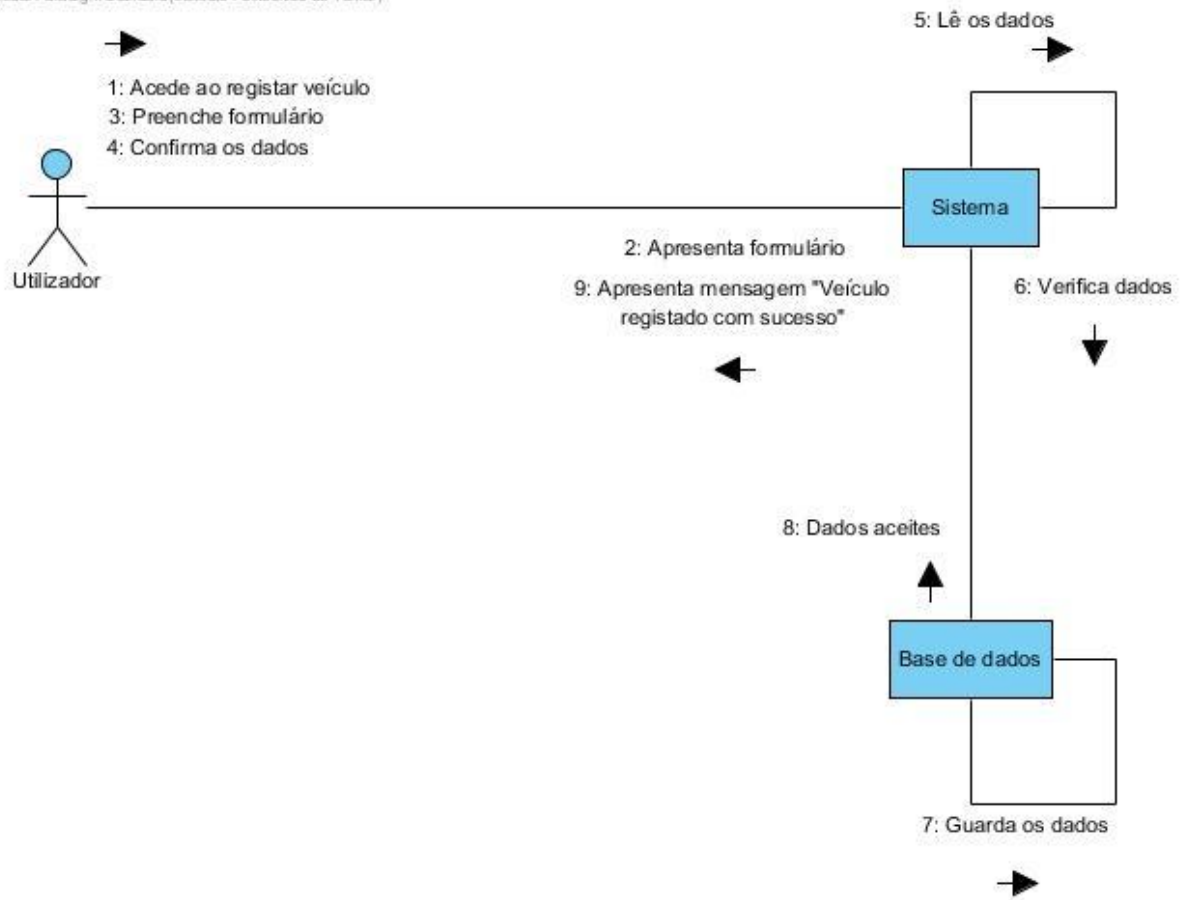 5: Lê os dados
1: Acede ao registar veículo
3: Preenche formulário
4: Confirma os dados
Sistema
Utilizador
2: Apresenta formulário
9: Apresenta mensagem "Veículo
registado com sucesso"
6: Verifica dados
8: Dados aceites
Base de dados
7: Guarda os dados